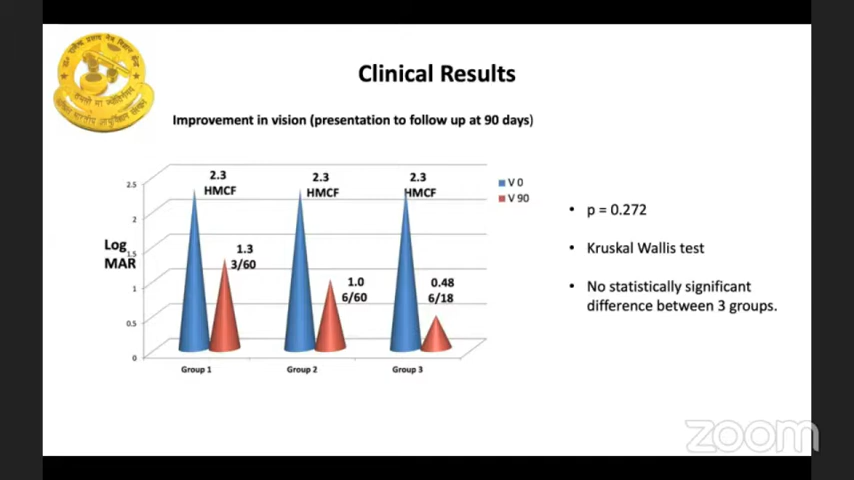 Clinical Results
Improvement in vision (presentation to follow up at 90 days)
2.3
HMCF
2.3
HMCF
2.3
HMCF
V 0
V 90
2.5
2
1.5
1
0.5
0
Log
MAR
1.3
3/60
1.0
6/60
0.48
6/18
Group 1
Group 2
Group 3
• p = 0.272
• Kruskal Wallis test
• No statistically significant
difference between 3 groups.
zoom